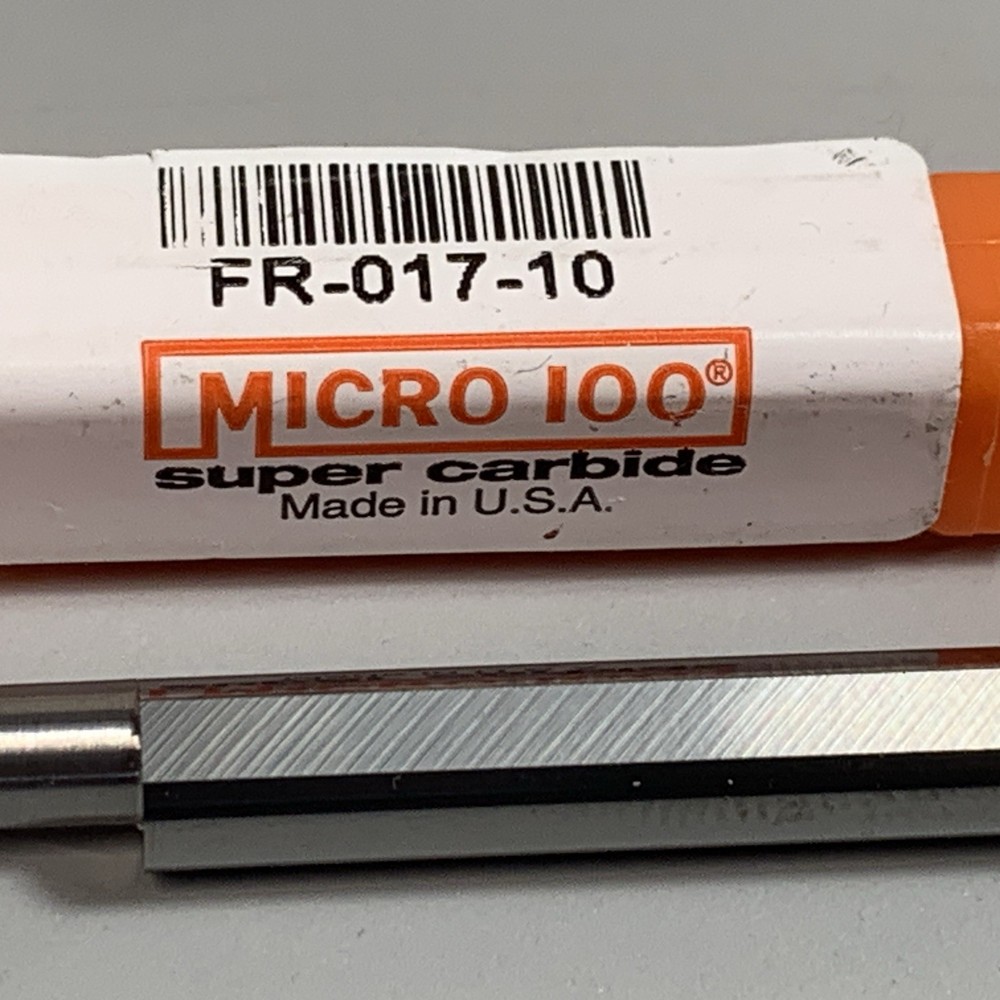 FR-017-10
MICRO 100®
super carbide
Made in U.S.A.